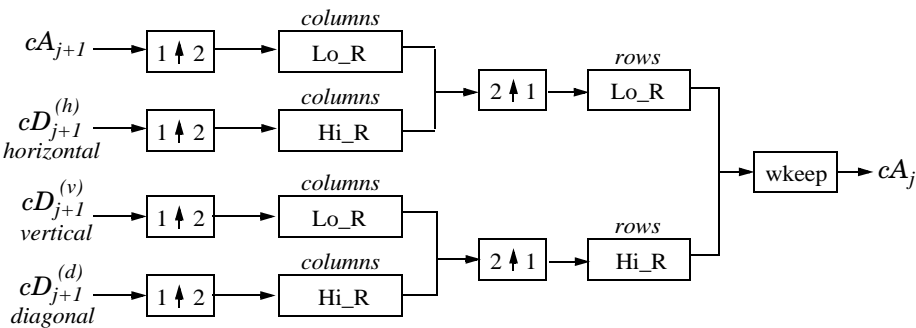 columns
cA_{j+1} 1 ↑ 2 Lo_R
rows
columns
2 ↑ 1 Lo_R
cD_{j+1}^{(h)} 1 ↑ 2 Hi_R
horizontal
wkeep cA_j
columns
cD_{j+1}^{(v)} 1 ↑ 2 Lo_R
vertical
rows
columns
2 ↑ 1 Hi_R
cD_{j+1}^{(d)} 1 ↑ 2 Hi_R
diagonal